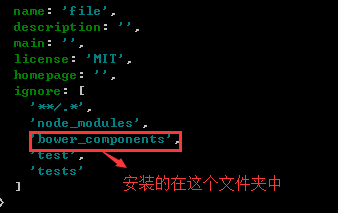 name: 'file',
description: '',
main: '',
license: 'MIT',
homepage: '',
ignore: [
'**/.*',
'node_modules',
'bower_components',
'test',
'tests'
]
安装的在这个文件夹中